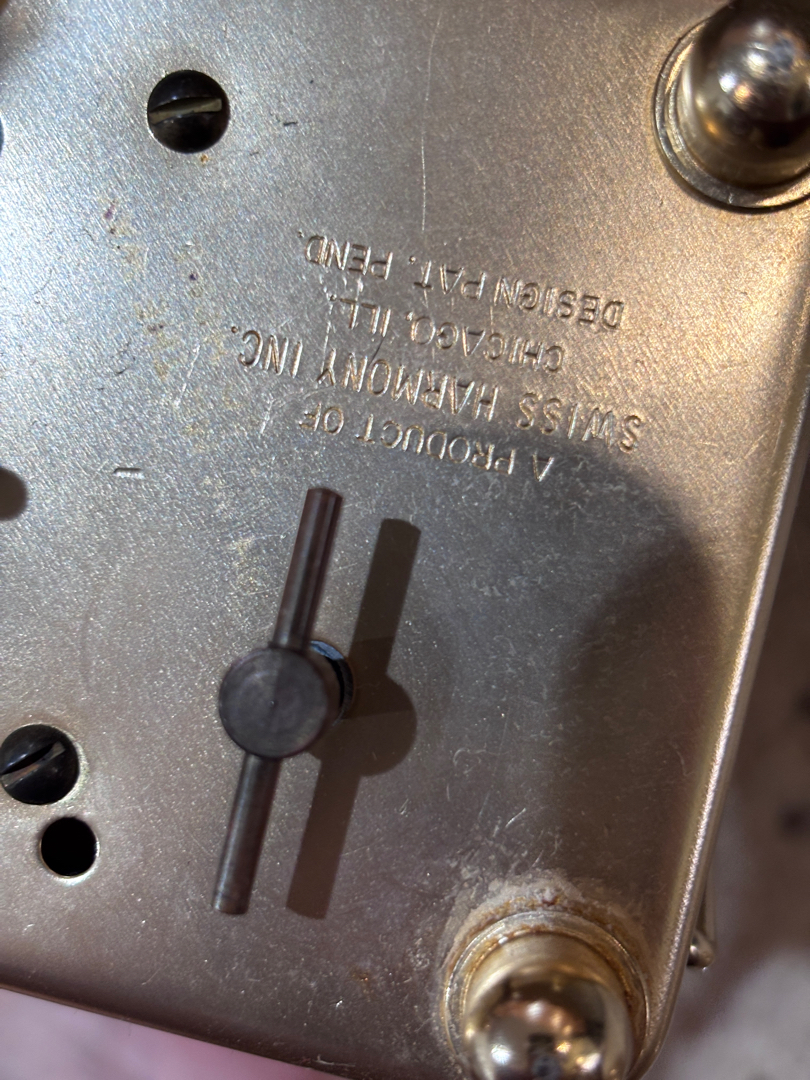 A PRODUCT OF
SWISS HARMONY INC.
CHICAGO, ILL.
DESIGN PAT. PEND.